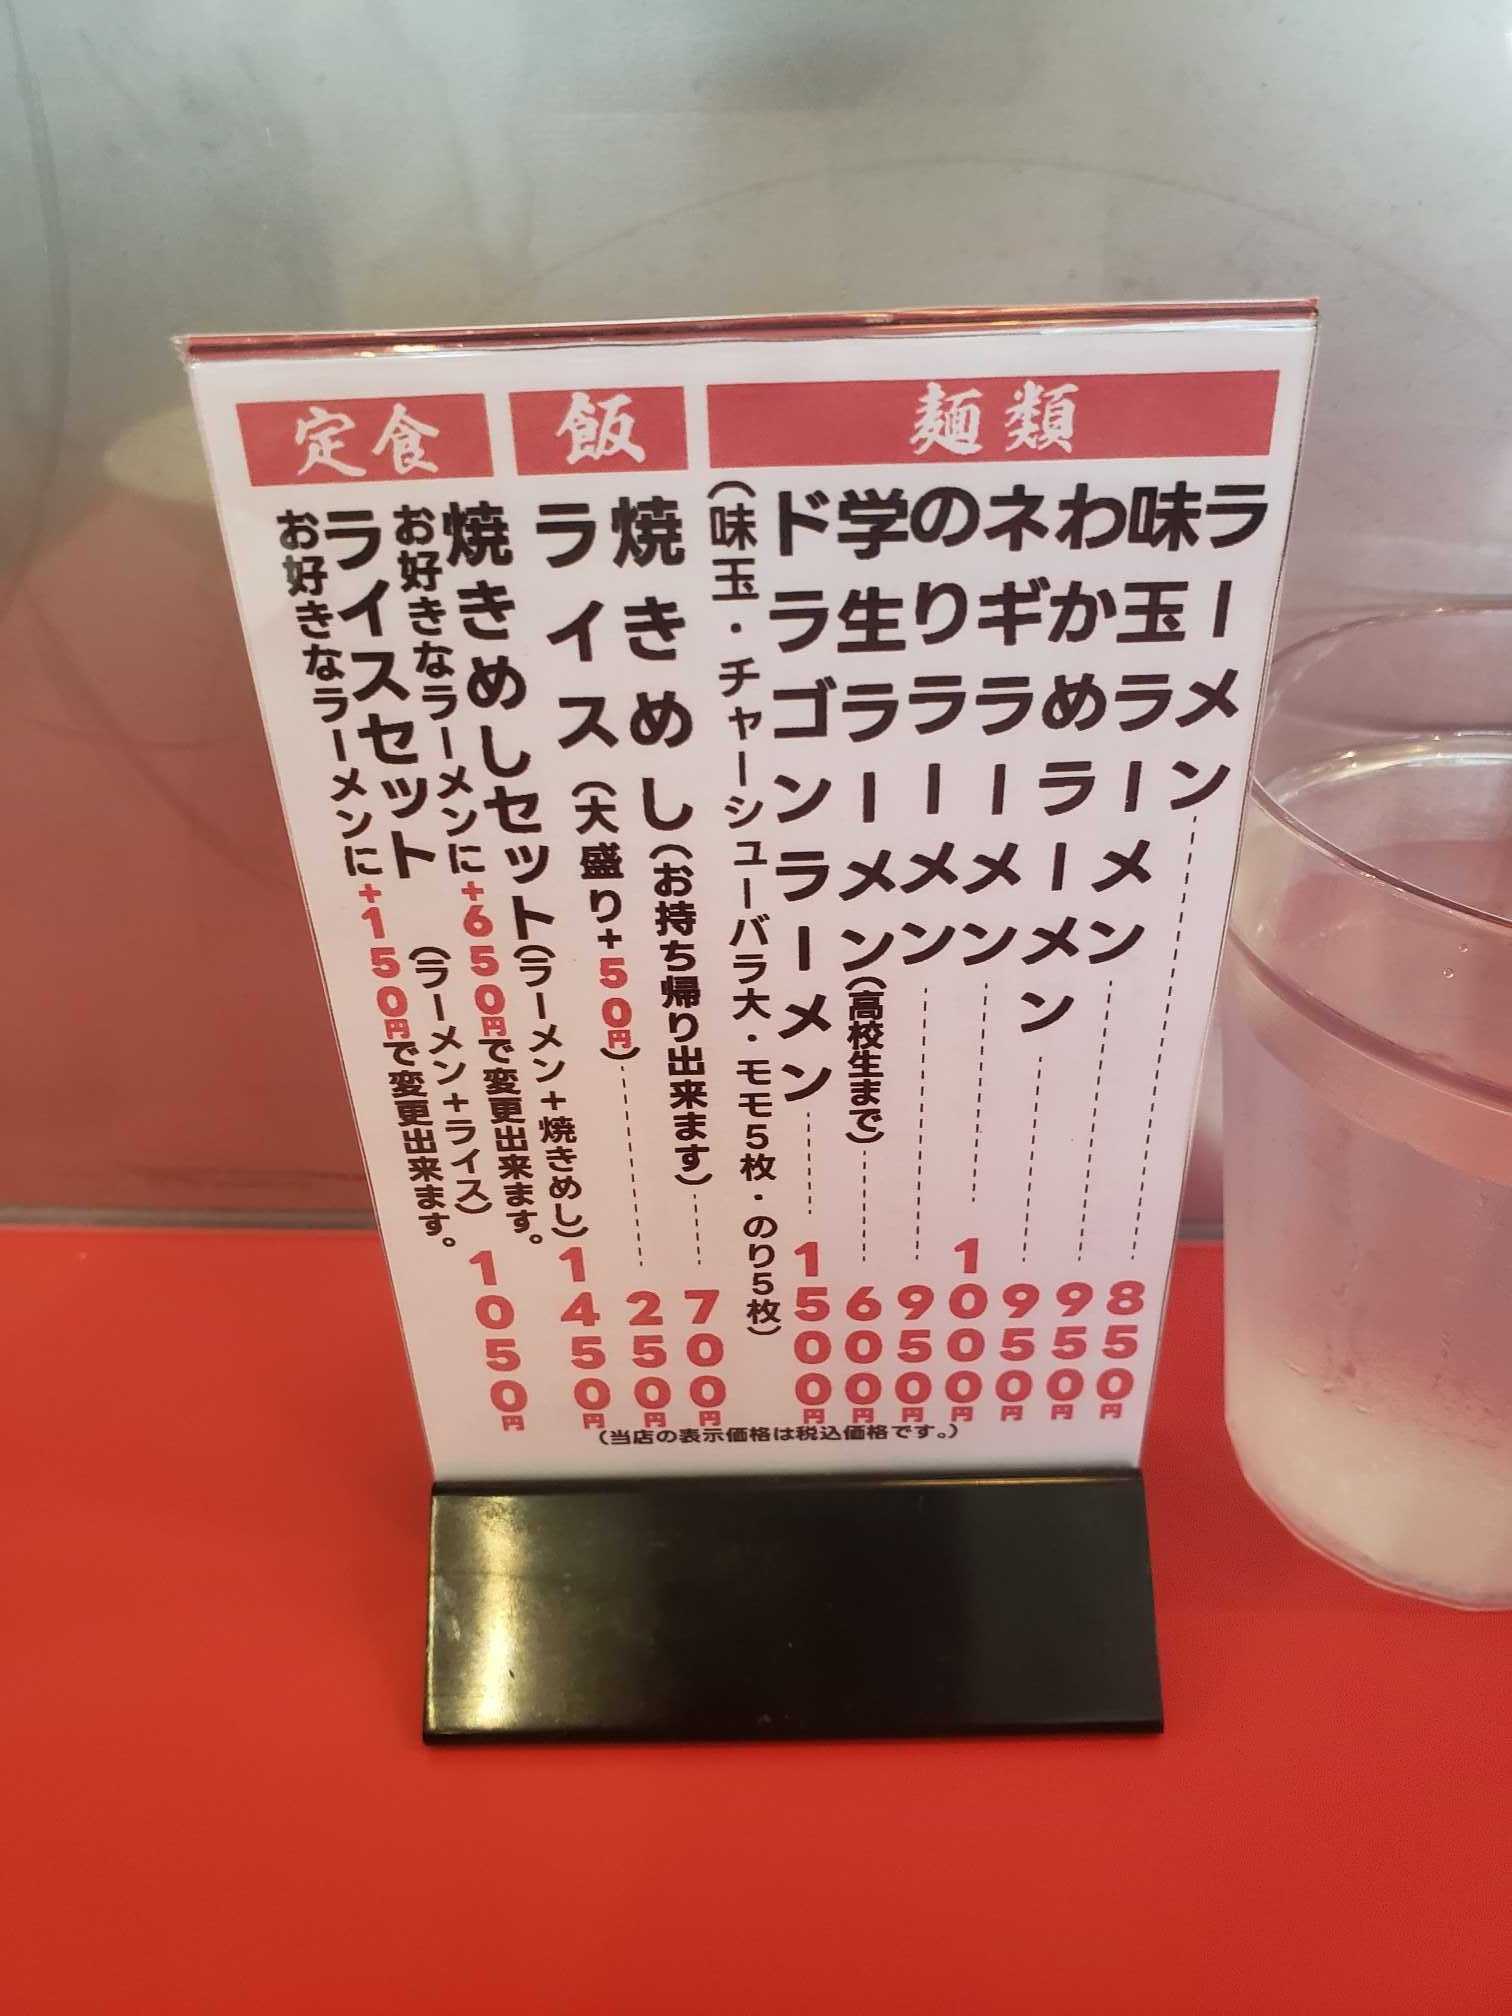 麺類
ラーメン 850円
味玉ラーメン 950円
わかめラーメン 950円
ネギラーメン 1000円
のりラーメン 950円
学生ラーメン(高校生まで) 600円
ドラゴンラーメン 1500円
(味玉・チャーシューバラ大・モモ5枚・のり5枚)
飯
焼きめし(お持ち帰り出来ます) 700円
ライス(大盛り+50円) 250円
定食
焼きめしセット(ラーメン+焼きめし) 1450円
お好きなラーメンに+650円で変更出来ます。
ライスセット (ラーメン+ライス) 1050円
お好きなラーメンに+150円で変更出来ます。
(当店の表示価格は税込価格です。)